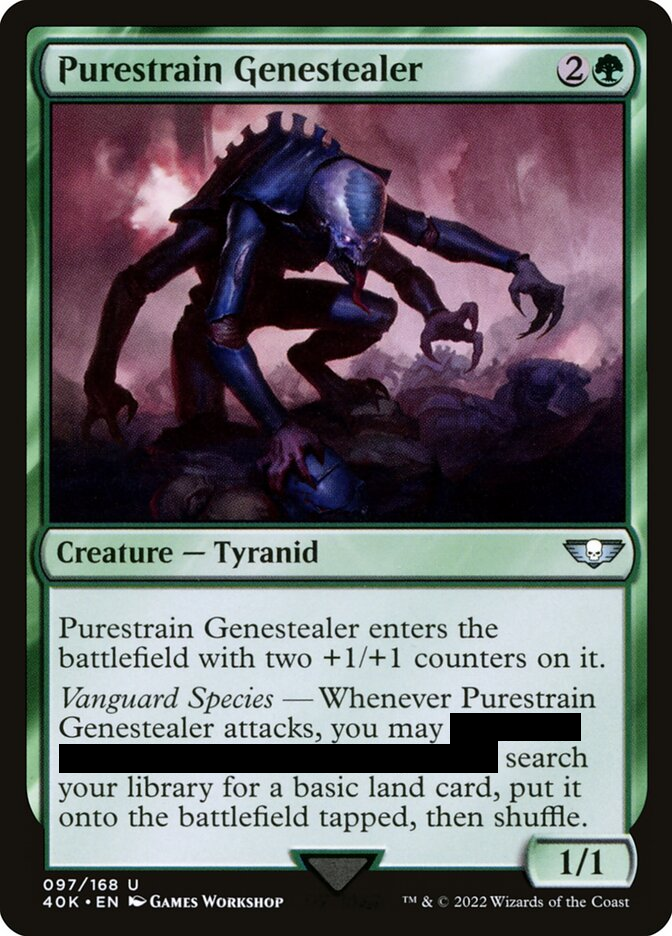 Purestrain Genestealer 2
Creature — Tyranid
Purestrain Genestealer enters the
battlefield with two +1/+1 counters on it.
Vanguard Species — Whenever Purestrain
Genestealer attacks, you may
search
your library for a basic land card, put it
onto the battlefield tapped, then shuffle.
1/1
097/168 U
40K • EN Games Workshop
™ & © 2022 Wizards of the Coast